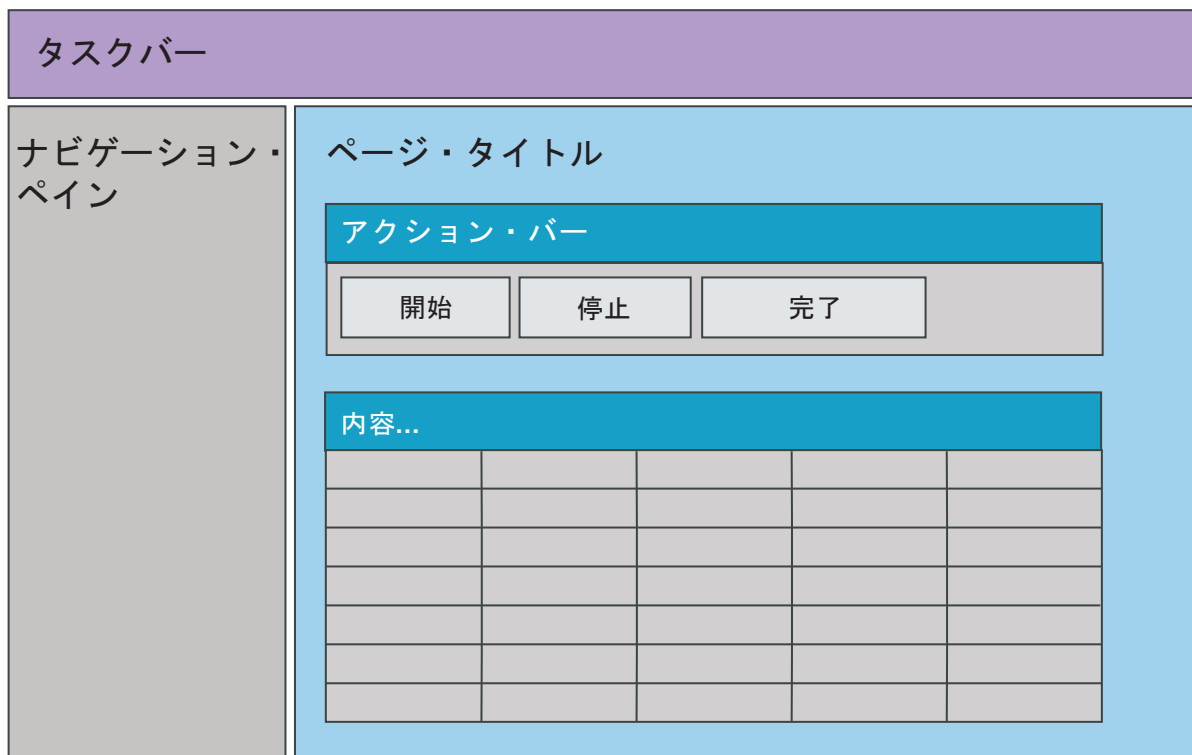 タスクバー
ナビゲーション・
ペイン
ページ・タイトル
アクション・バー
開始
停止
完了
内容...